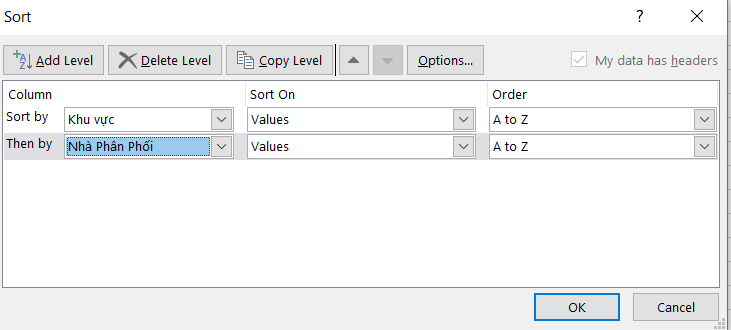 Sort
Add Level Delete Level Copy Level Options... My data has headers
Column Sort On Order
Sort by Khu vực Values A to Z
Then by Nhà Phân Phối Values A to Z
OK Cancel